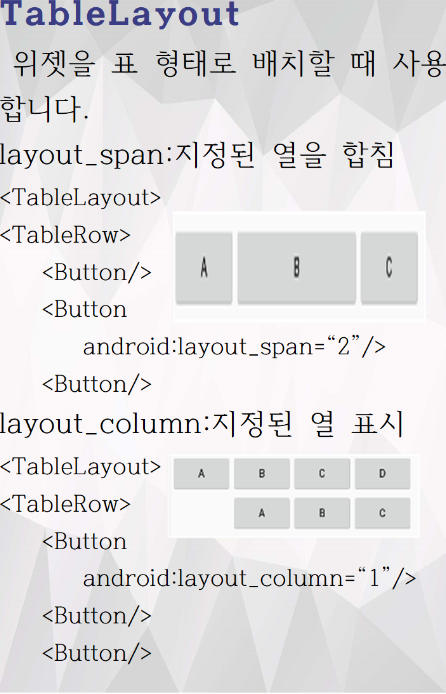 TableLayout
위젯을 표 형태로 배치할 때 사용
합니다.
layout_span:지정된 열을 합침
<TableLayout>
<TableRow>
<Button/>
<Button
android:layout_span=“2”/>
<Button/>
A B C
layout_column:지정된 열 표시
<TableLayout>
<TableRow>
<Button
android:layout_column=“1”/>
<Button/>
<Button/>
A B C D
A B C